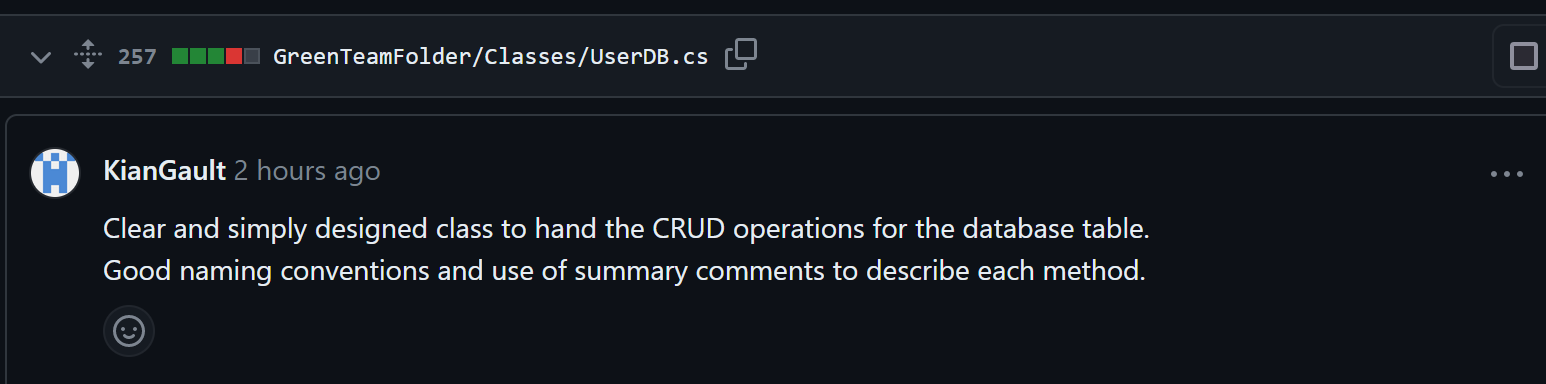 257 GreenTeamFolder/Classes/UserDB.cs
KianGault 2 hours ago
Clear and simply designed class to hand the CRUD operations for the database table.
Good naming conventions and use of summary comments to describe each method.